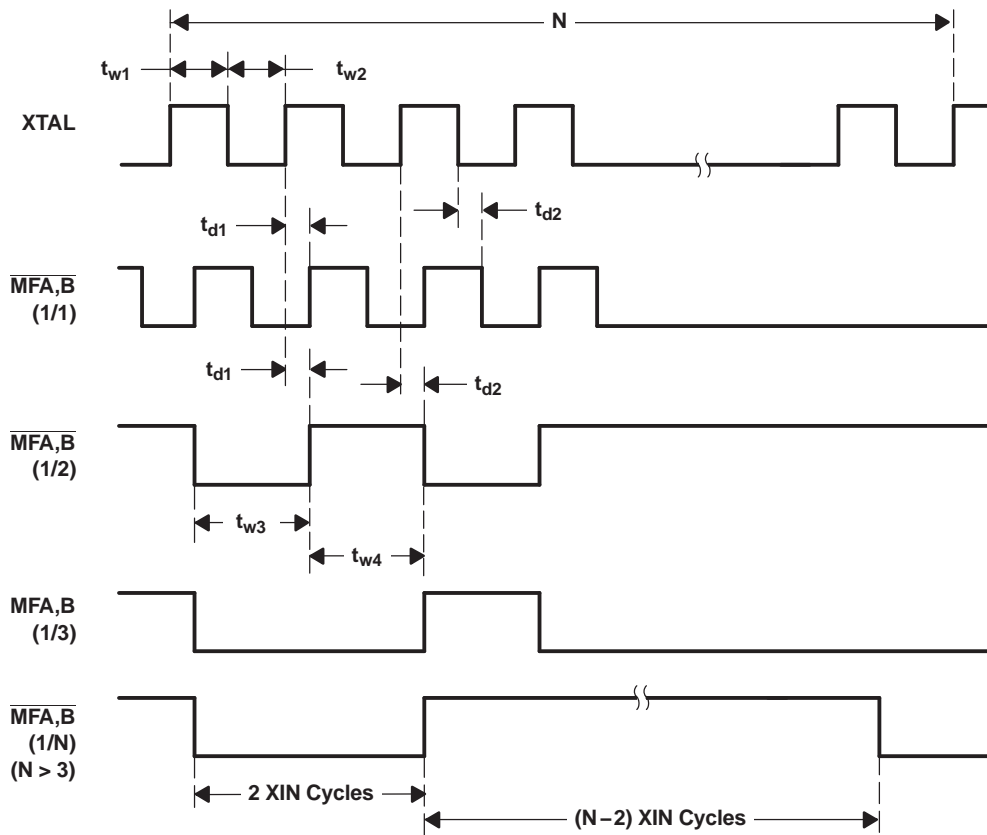 N
tw1
tw2
XTAL
td1
td2
MFA,B
(1/1)
td1
td2
MFA,B
(1/2)
tw3
tw4
MFA,B
(1/3)
MFA,B
(1/N)
(N > 3)
2 XIN Cycles
(N−2) XIN Cycles